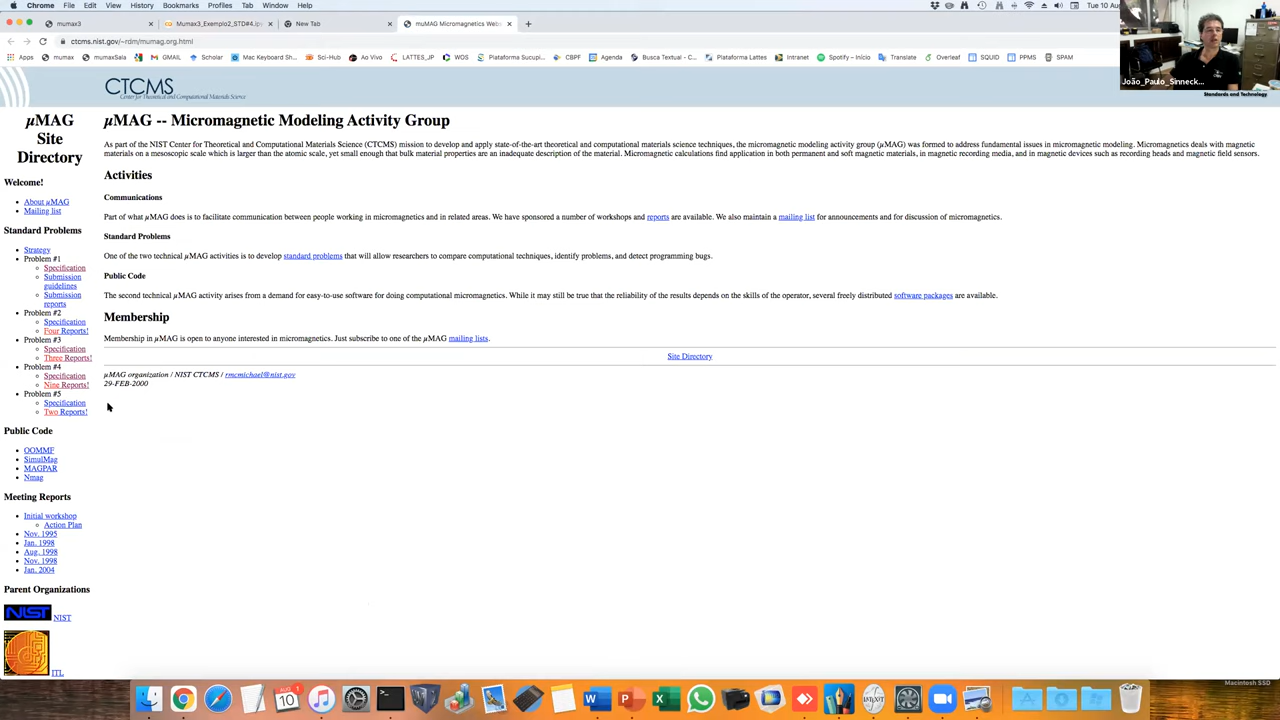 Chrome File Edit View History Bookmarks Profiles Tab Window Help
Tue 10 Aug
mumax3
Mumax3_Exemplo2_STD#4.ip
New Tab
muMAG Micromagnetics Web
ctcms.nist.gov/~rdm/mumag.org.html
Apps mumax mumaxSala GMAIL Scholar Mac Keyboard Sh... Sci-Hub Ao Vivo LATTES_JP WOS Plataforma Sucupi... CBPF Agenda Busca Textual - C... Plataforma Lattes Intranet Spotify – Início Translate Overleaf SQUID PPMS SPAM
João_Paulo_Sinneck...
Standards and Technology
CTCMS
Center for Theoretical and Computational Materials Science
µMAG
Site
Directory
Welcome!
About µMAG
Mailing list
Standard Problems
Strategy
Problem #1
Specification
Submission
guidelines
Submission
reports
Problem #2
Specification
Four Reports!
Problem #3
Specification
Three Reports!
Problem #4
Specification
Nine Reports!
Problem #5
Specification
Two Reports!
Public Code
OOMMF
SimulMag
MAGPAR
Nmag
Meeting Reports
Initial workshop
Action Plan
Nov. 1995
Jan. 1998
Aug. 1998
Nov. 1998
Jan. 2004
Parent Organizations
NIST NIST
ITL
µMAG -- Micromagnetic Modeling Activity Group
As part of the NIST Center for Theoretical and Computational Materials Science (CTCMS) mission to develop and apply state-of-the-art theoretical and computational materials science techniques, the micromagnetic modeling activity group (µMAG) was formed to address fundamental issues in micromagnetic modeling. Micromagnetics deals with magnetic
materials on a mesoscopic scale which is larger than the atomic scale, yet small enough that bulk material properties are an inadequate description of the material. Micromagnetic calculations find application in both permanent and soft magnetic materials, in magnetic recording media, and in magnetic devices such as recording heads and magnetic field sensors.
Activities
Communications
Part of what µMAG does is to facilitate communication between people working in micromagnetics and in related areas. We have sponsored a number of workshops and reports are available. We also maintain a mailing list for announcements and for discussion of micromagnetics.
Standard Problems
One of the two technical µMAG activities is to develop standard problems that will allow researchers to compare computational techniques, identify problems, and detect programming bugs.
Public Code
The second technical µMAG activity arises from a demand for easy-to-use software for doing computational micromagnetics. While it may still be true that the reliability of the results depends on the skills of the operator, several freely distributed software packages are available.
Membership
Membership in µMAG is open to anyone interested in micromagnetics. Just subscribe to one of the µMAG mailing lists.
Site Directory
µMAG organization / NIST CTCMS / rmcmichael@nist.gov
29-FEB-2000
AUG
10
1
Macintosh SSD